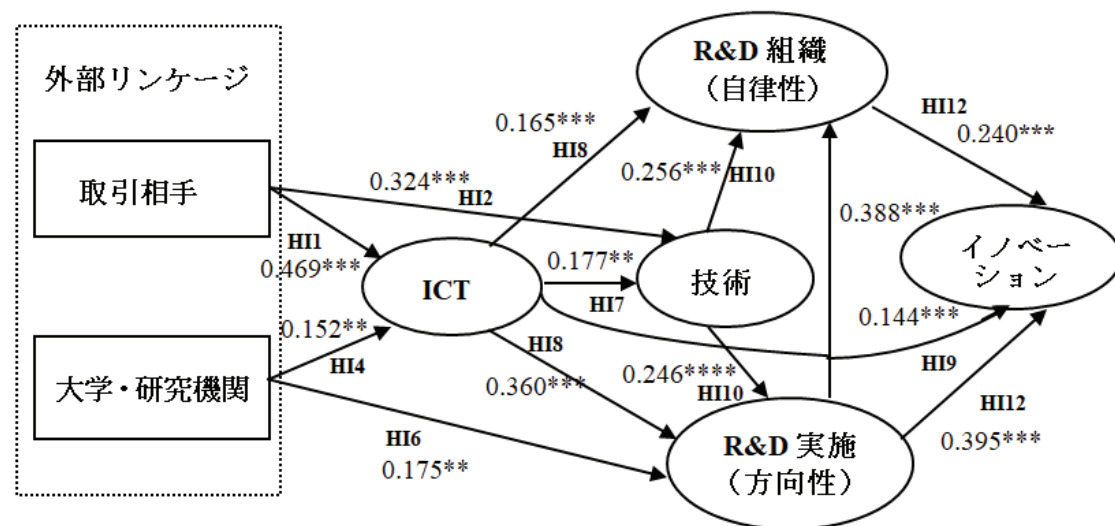 R&D 組織
（自律性）
外部リンケージ
HI12
0.240***
0.165***
HI8
取引相手
0.324***
HI2
0.256***
HI10
0.388***
イノベー
ション
HI1
0.469***
ICT
0.177**
HI7
技術
0.152**
HI4
HI8
0.144***
HI9
大学・研究機関
0.360***
0.246****
HI10
HI12
0.395***
HI6
0.175**
R&D 実施
（方向性）